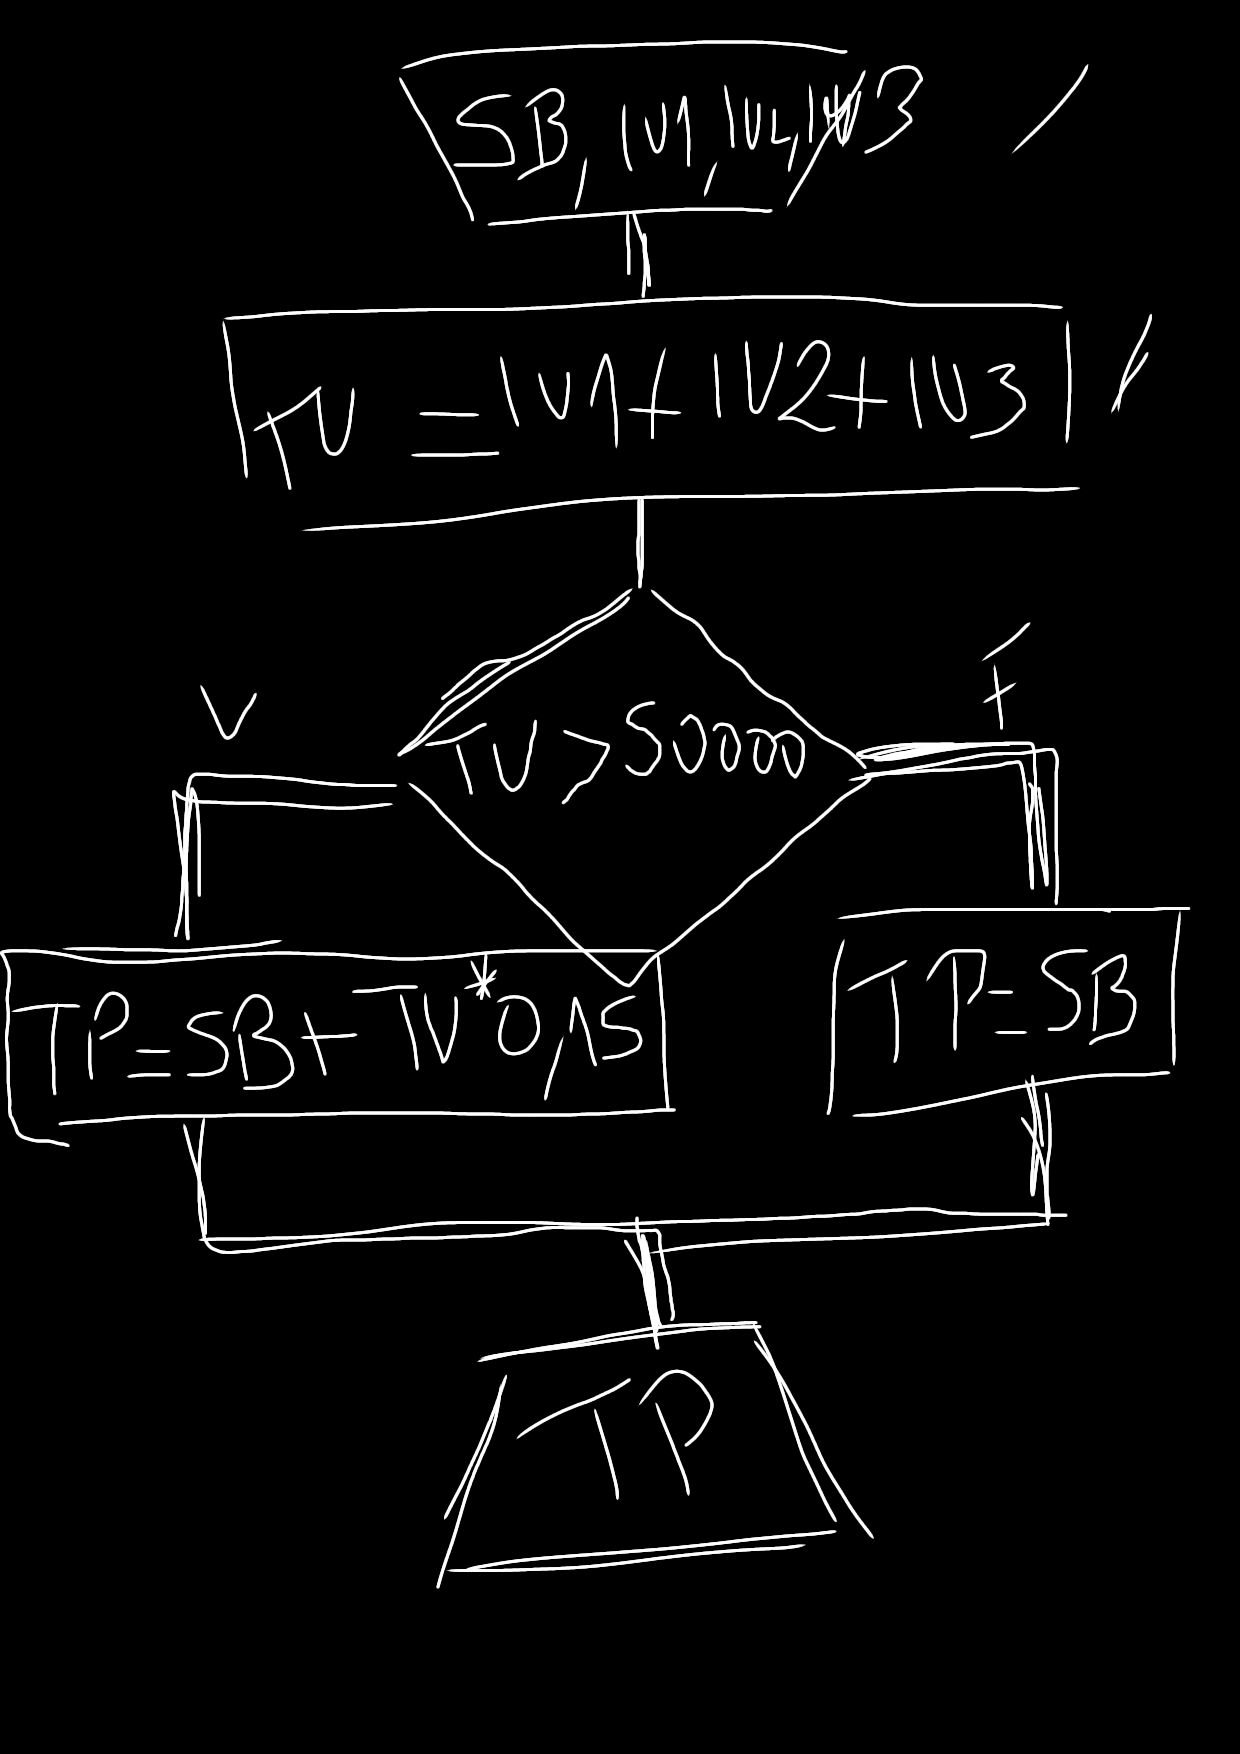 SB, IV1, IV2, IV3
TV = IV1 + IV2 + IV3
TV > 50000
V
F
TP = SB + TV * 0,15
TP = SB
TP